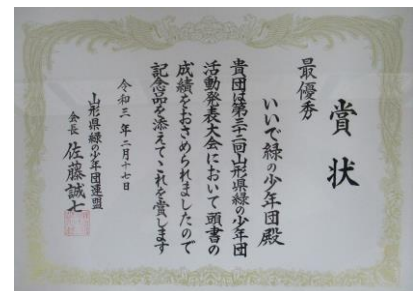 賞状
最優秀
いいで緑の少年団殿
貴団は第三十二回山形県緑の少年団
活動発表大会において頭書の
成績をおさめられましたので
記念品を添えてこれを賞します
令和三年二月十七日
山形県緑の少年団連盟
会長 佐藤誠七